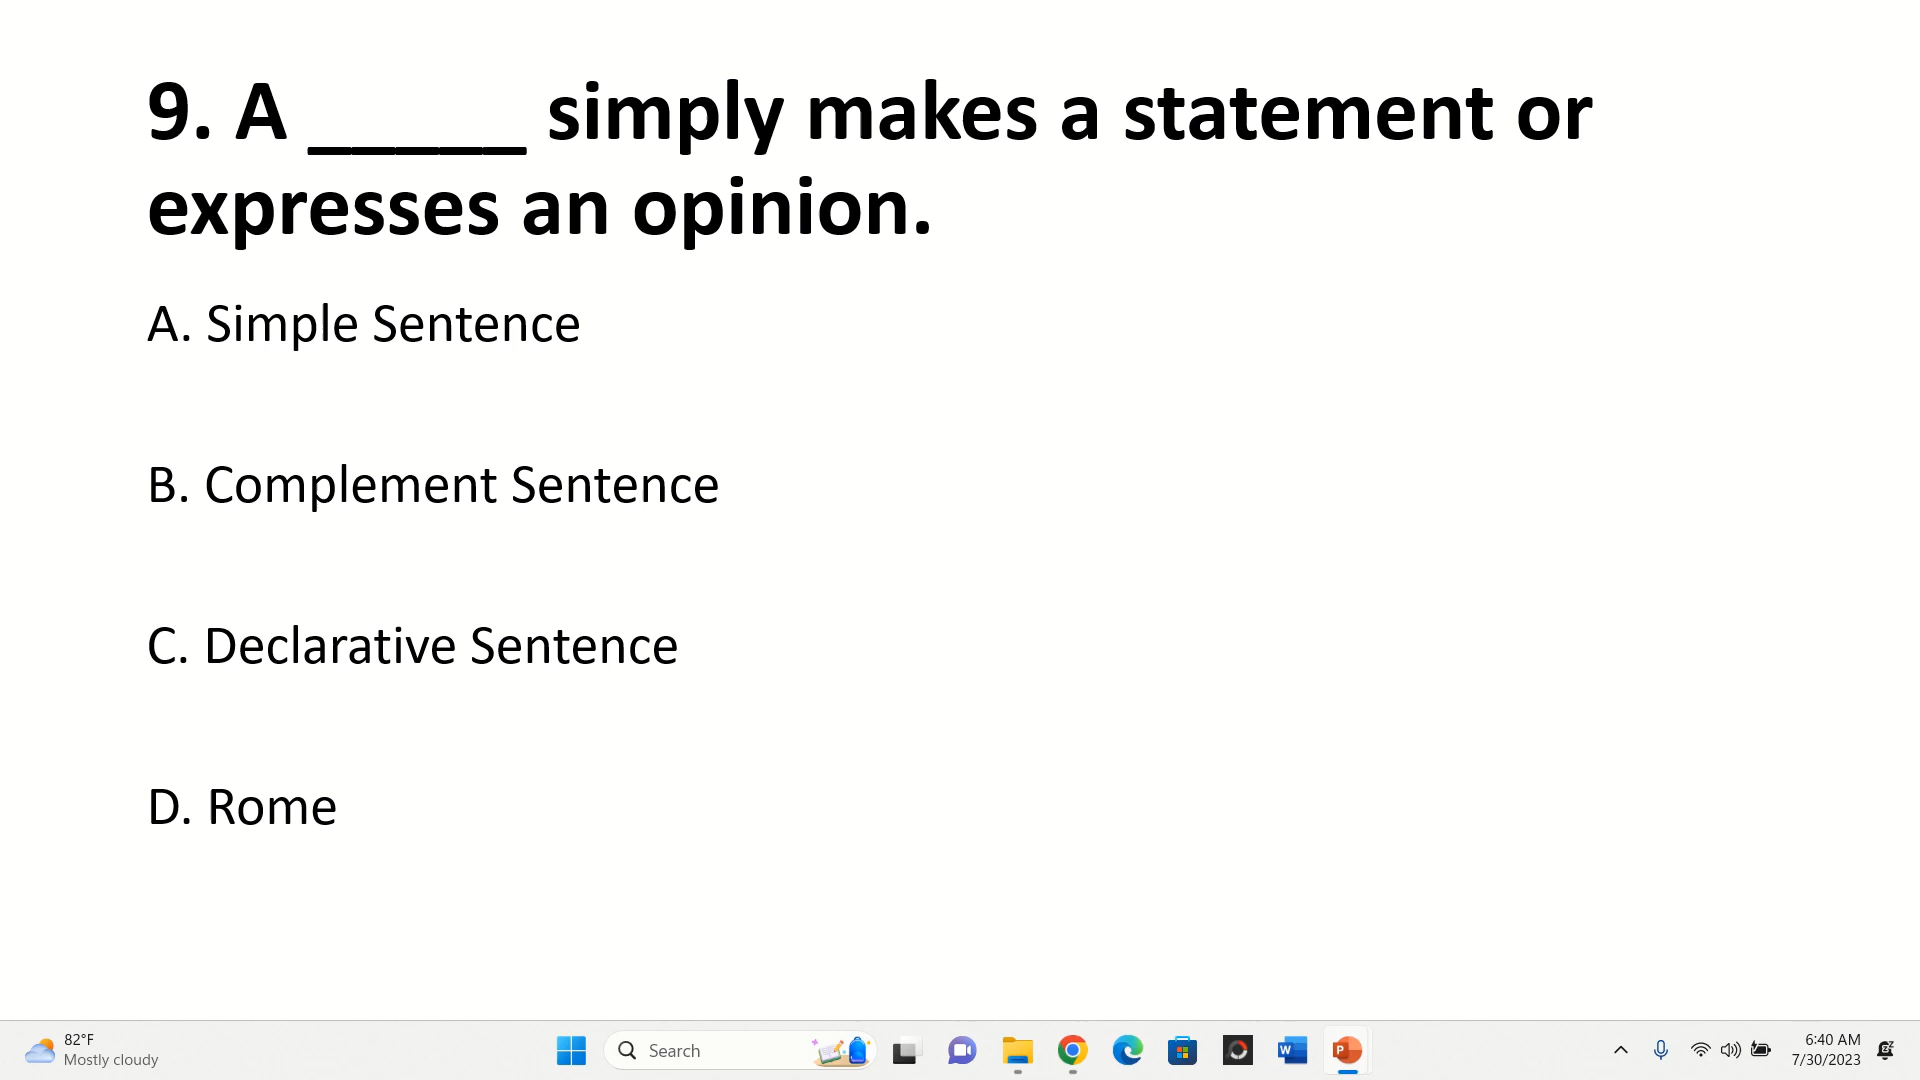 9. A _____ simply makes a statement or
expresses an opinion.
A. Simple Sentence
B. Complement Sentence
C. Declarative Sentence
D. Rome
82°F
Mostly cloudy
Search
6:40 AM
7/30/2023